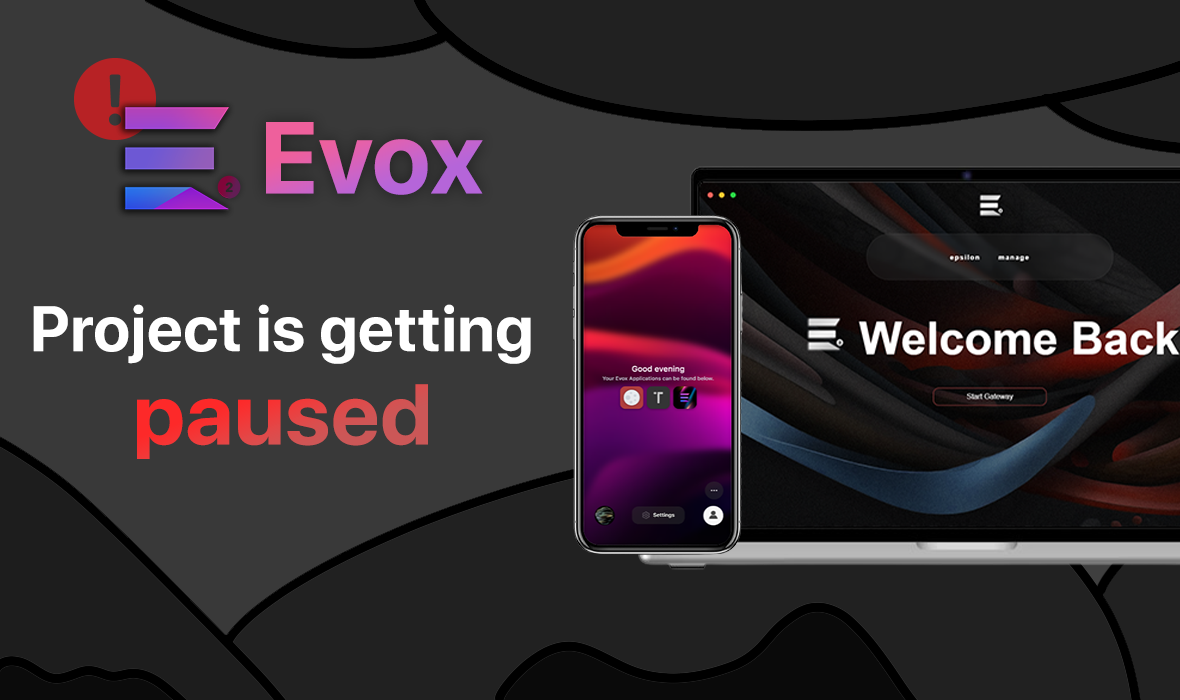 !
2
Evox
Project is getting
paused
Good evening
Your Evox Applications can be found below.
T
Settings
epsilon manage
Welcome Back
Start Gateway